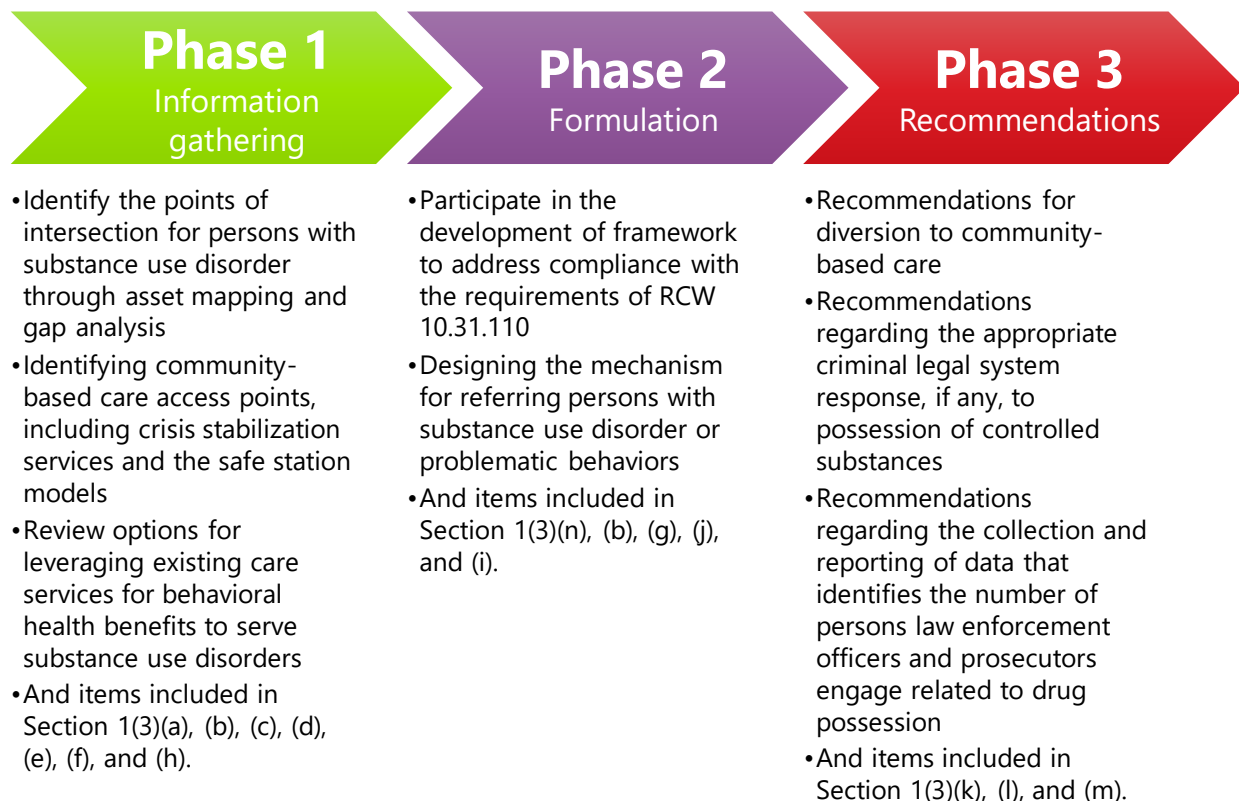 Phase 1
Information
gathering
•Identify the points of
intersection for persons with
substance use disorder
through asset mapping and
gap analysis
•Identifying community-
based care access points,
including crisis stabilization
services and the safe station
models
•Review options for
leveraging existing care
services for behavioral
health benefits to serve
substance use disorders
•And items included in
Section 1(3)(a), (b), (c), (d),
(e), (f), and (h).
Phase 2
Formulation
•Participate in the
development of framework
to address compliance with
the requirements of RCW
10.31.110
•Designing the mechanism
for referring persons with
substance use disorder or
problematic behaviors
•And items included in
Section 1(3)(n), (b), (g), (j),
and (i).
Phase 3
Recommendations
•Recommendations for
diversion to community-
based care
•Recommendations
regarding the appropriate
criminal legal system
response, if any, to
possession of controlled
substances
•Recommendations
regarding the collection and
reporting of data that
identifies the number of
persons law enforcement
officers and prosecutors
engage related to drug
possession
•And items included in
Section 1(3)(k), (l), and (m).